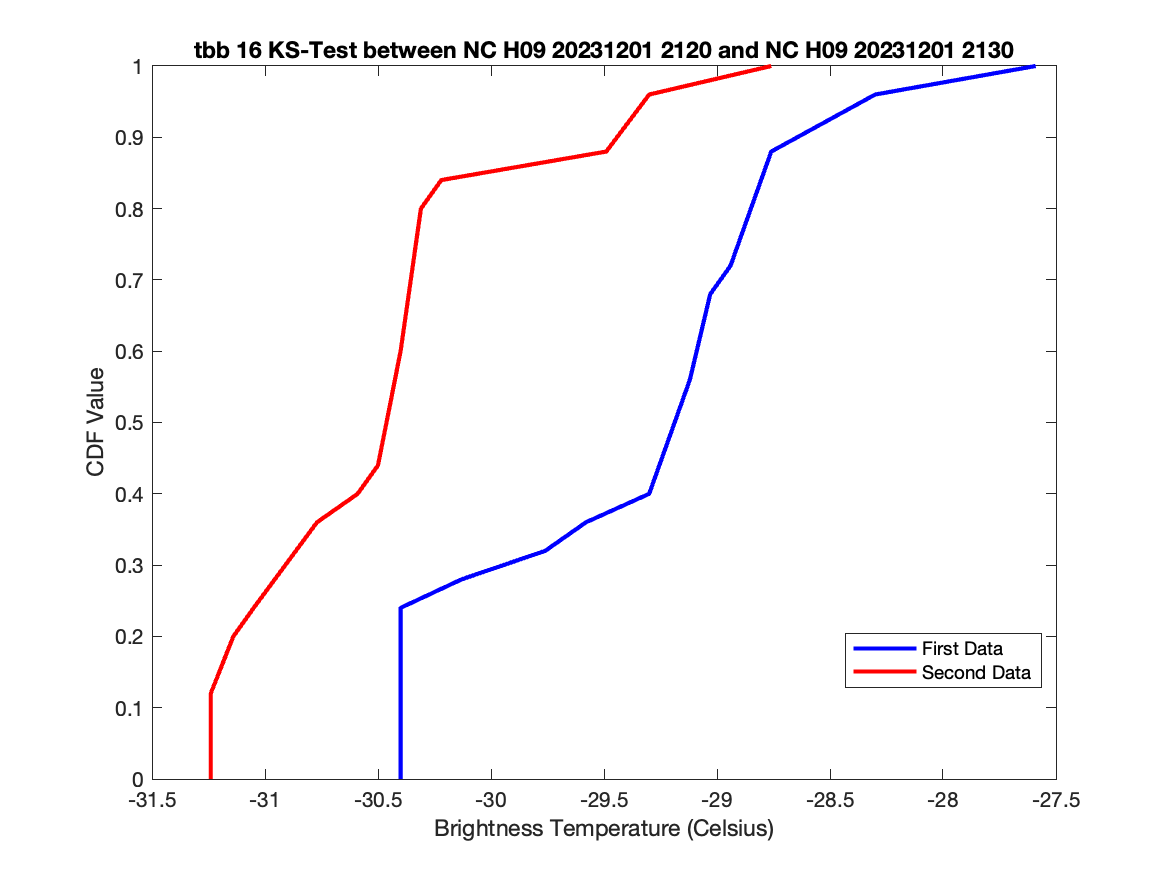 tbb 16 KS-Test between NC H09 20231201 2120 and NC H09 20231201 2130
1
0.9
0.8
0.7
0.6
0.5
0.4
0.3
0.2
0.1
0
CDF Value
First Data
Second Data
-31.5 -31 -30.5 -30 -29.5 -29 -28.5 -28 -27.5
Brightness Temperature (Celsius)